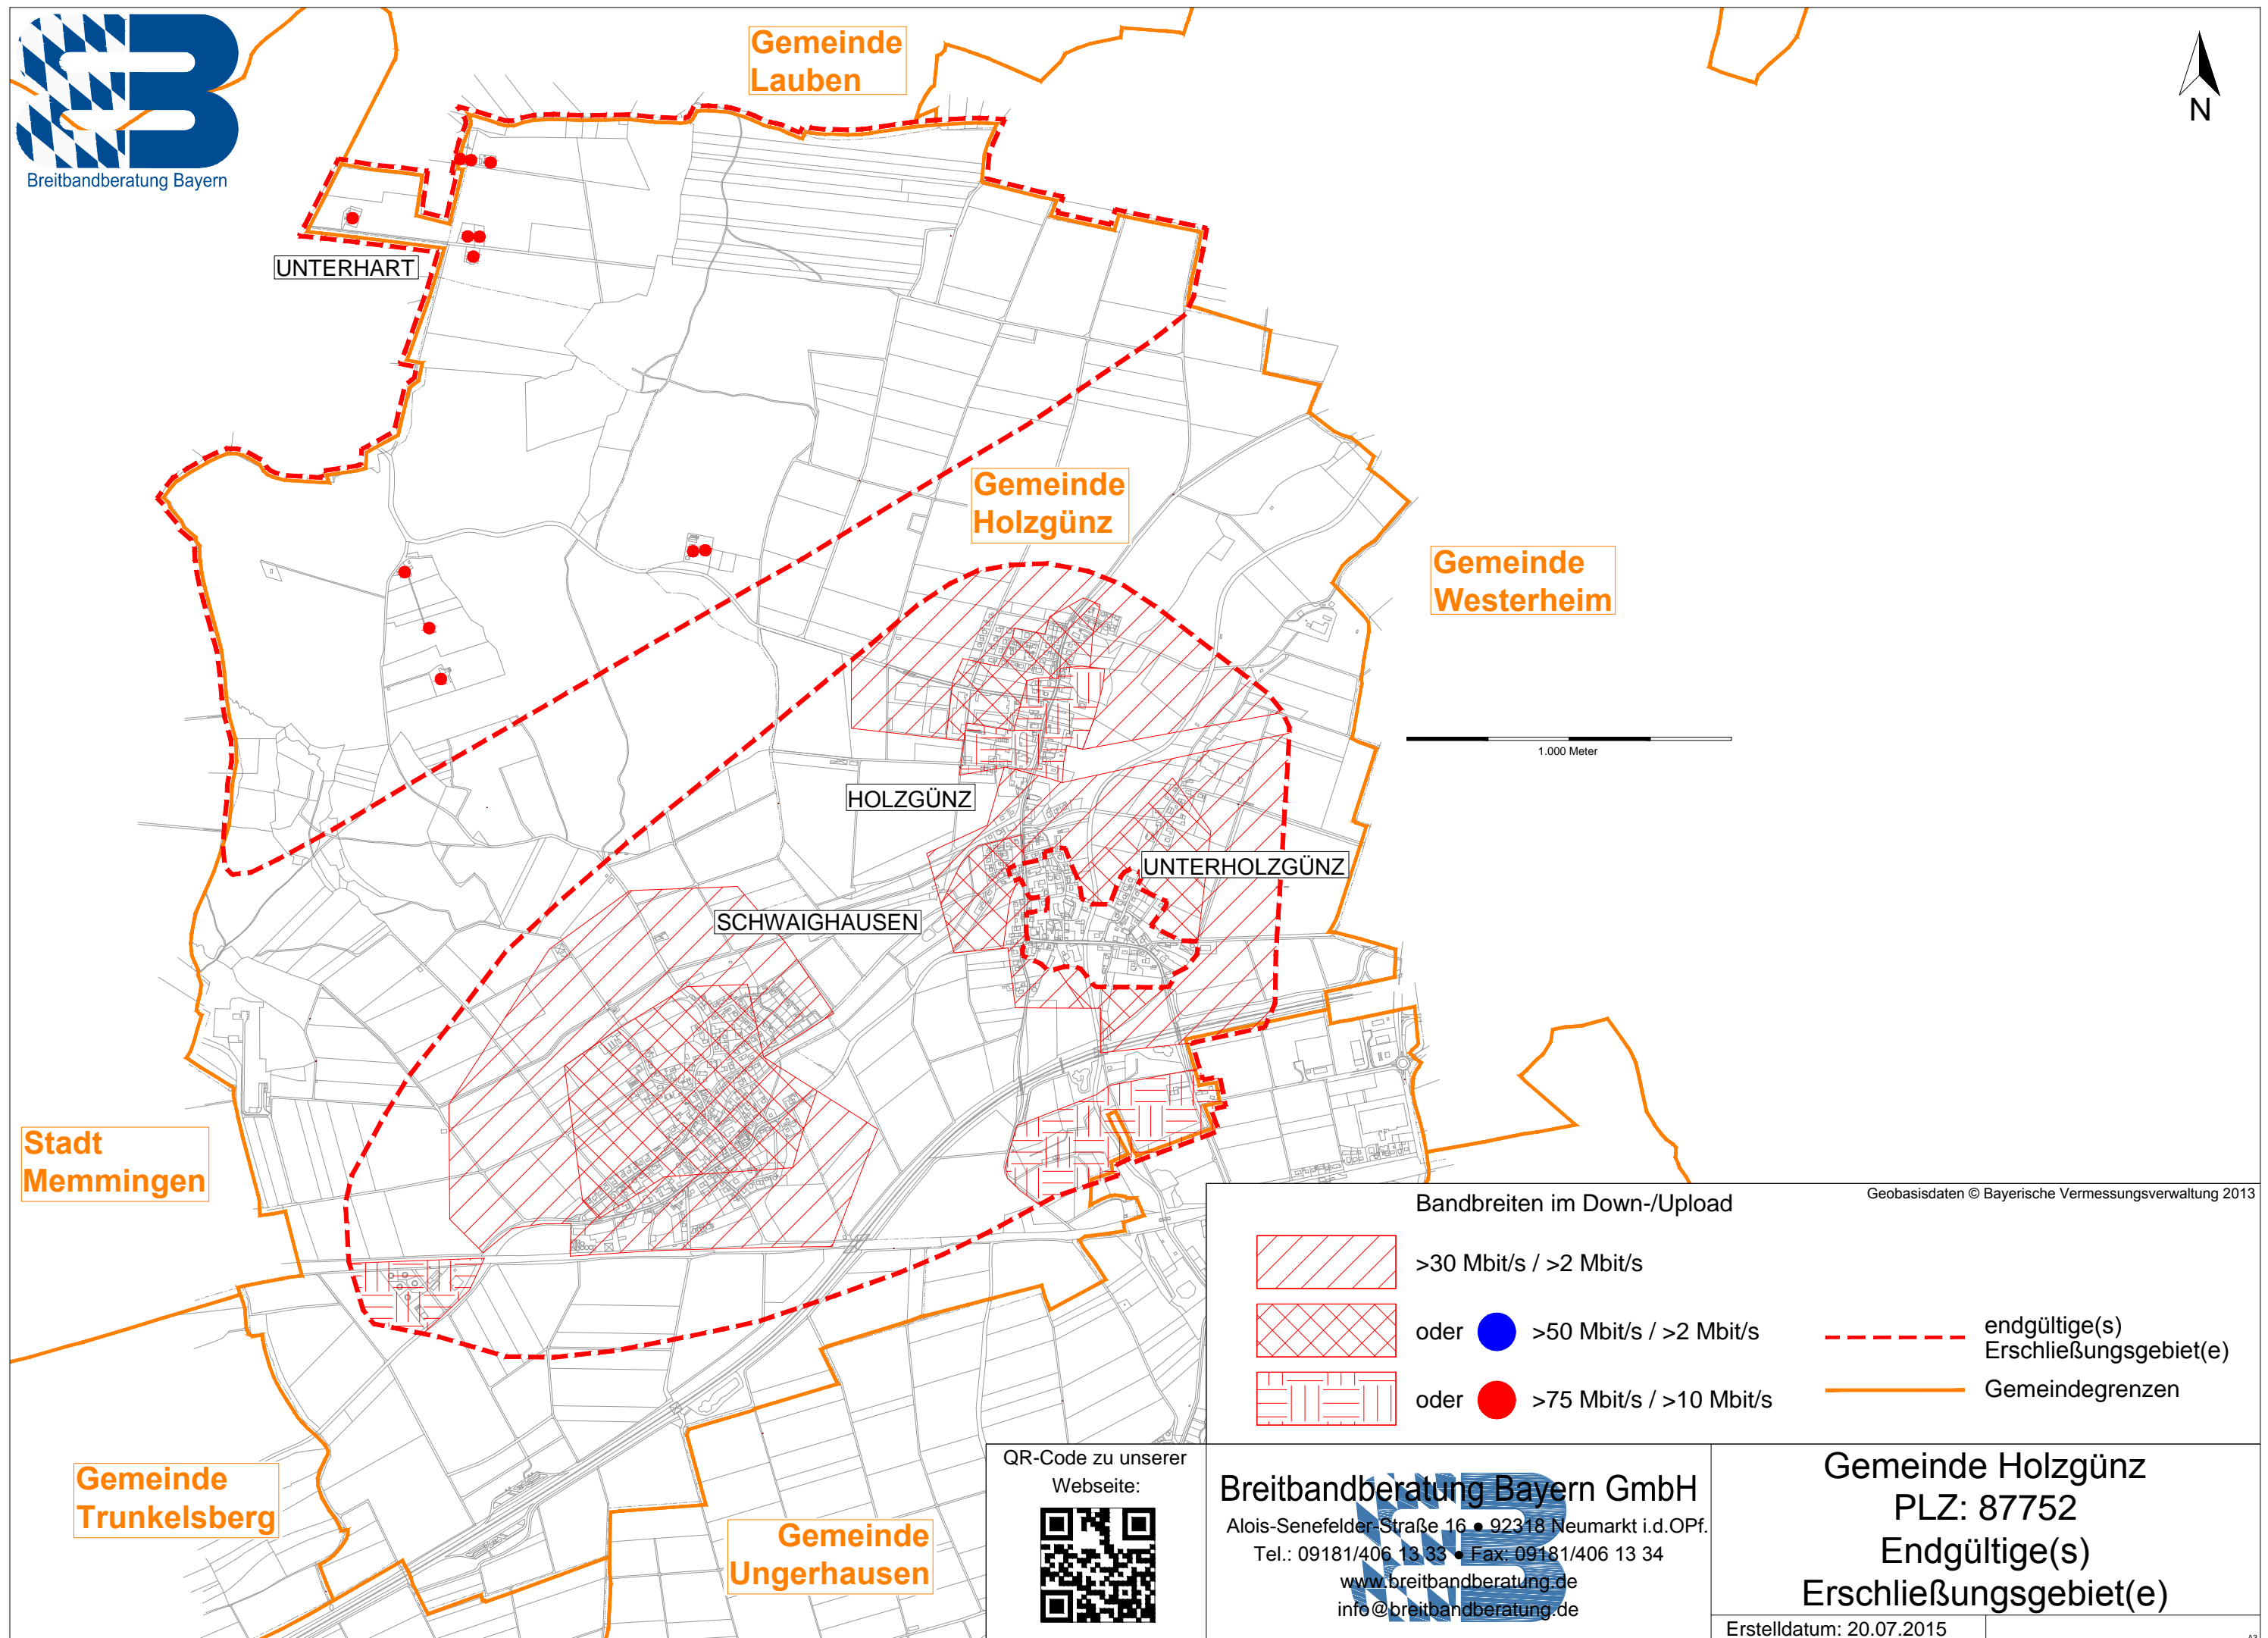 Breitbandberatung Bayern
Gemeinde
Lauben
N
UNTERHART
Gemeinde
Holzgünz
Gemeinde
Westerheim
1.000 Meter
HOLZGÜNZ
UNTERHOLZGÜNZ
SCHWAIGHAUSEN
Stadt
Memmingen
Gemeinde
Trunkelsberg
Gemeinde
Ungerhausen
Bandbreiten im Down-/Upload
Geobasisdaten © Bayerische Vermessungsverwaltung 2013
>30 Mbit/s / >2 Mbit/s
oder >50 Mbit/s / >2 Mbit/s
oder >75 Mbit/s / >10 Mbit/s
endgültige(s)
Erschließungsgebiet(e)
Gemeindegrenzen
QR-Code zu unserer
Webseite:
Breitbandberatung Bayern GmbH
Alois-Senefelder-Straße 16 ● 92318 Neumarkt i.d.OPf.
Tel.: 09181/406 13 33 ● Fax: 09181/406 13 34
www.breitbandberatung.de
info@breitbandberatung.de
Gemeinde Holzgünz
PLZ: 87752
Endgültige(s)
Erschließungsgebiet(e)
Erstelldatum: 20.07.2015
A3